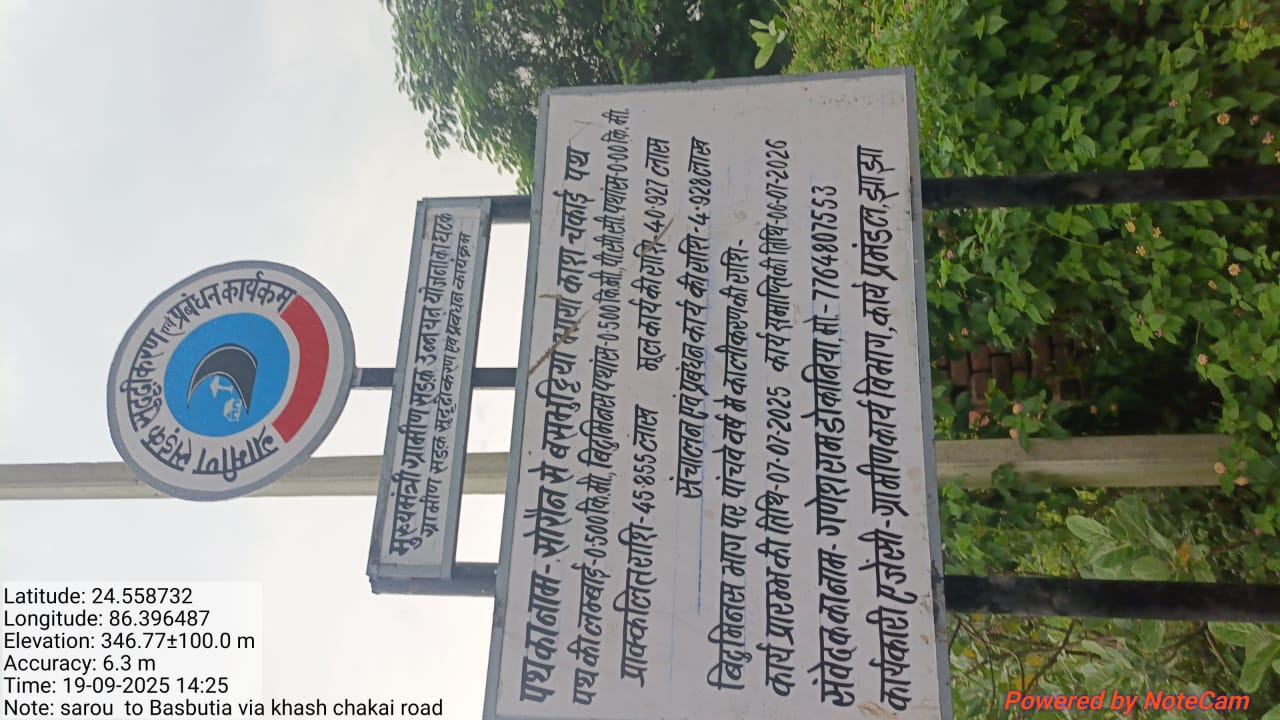 ग्रामीण सड़क सुदृढ़ीकरण एवं प्रबंधन कार्यक्रम
मुख्यमंत्री ग्रामीण सड़क उन्नयन योजना का घटक
ग्रामीण सड़क सुदृढ़ीकरण एवं प्रबंधन कार्यक्रम
पथ का नाम- सोरौन से बसबुट्टिया भाया काश चकाई पथ
पथ की लम्बाई-0.500 कि.मी, बिटुमिनस पथांस 0.500 कि.मी, पी.सी.सी. पथांस-0.00 कि.मी.
प्राक्कलित राशि-45.855 लास मूल कार्य की राशि-40.927 लास
संचालन एवं प्रबंधन कार्य की राशि-4.928 लाख
बिटुमिनस भाग पर पांचवे वर्ष मे कालीकरण की राशि-
कार्य प्रारम्भ की तिथि-07-07-2025 कार्य समाप्ति की तिथि-06-07-2026
संवेदक का नाम- गणेश राम डोकानिया, मो.-7764807553
कार्यकारी एजेंसी-ग्रामीण कार्य विभाग, कार्य प्रमंडल, झाझा
Latitude: 24.558732
Longitude: 86.396487
Elevation: 346.77±100.0 m
Accuracy: 6.3 m
Time: 19-09-2025 14:25
Note: sarou to Basbutia via khash chakai road
Powered by NoteCam